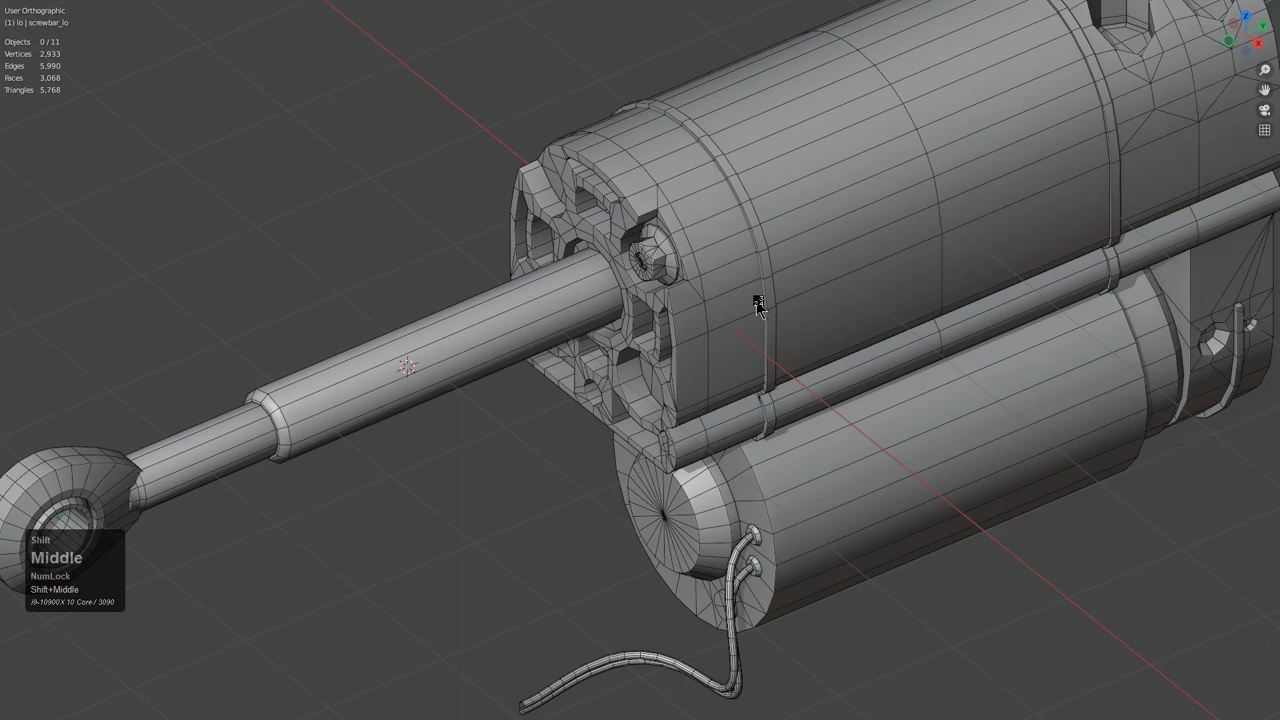 User Orthographic
(1) lo | screwbar_lo
Objects 0 / 11
Vertices 2,933
Edges 5,990
Faces 3,068
Triangles 5,768
Z
Y
X
Shift
Middle
NumLock
Shift+Middle
i9-10900X 10 Core / 3090